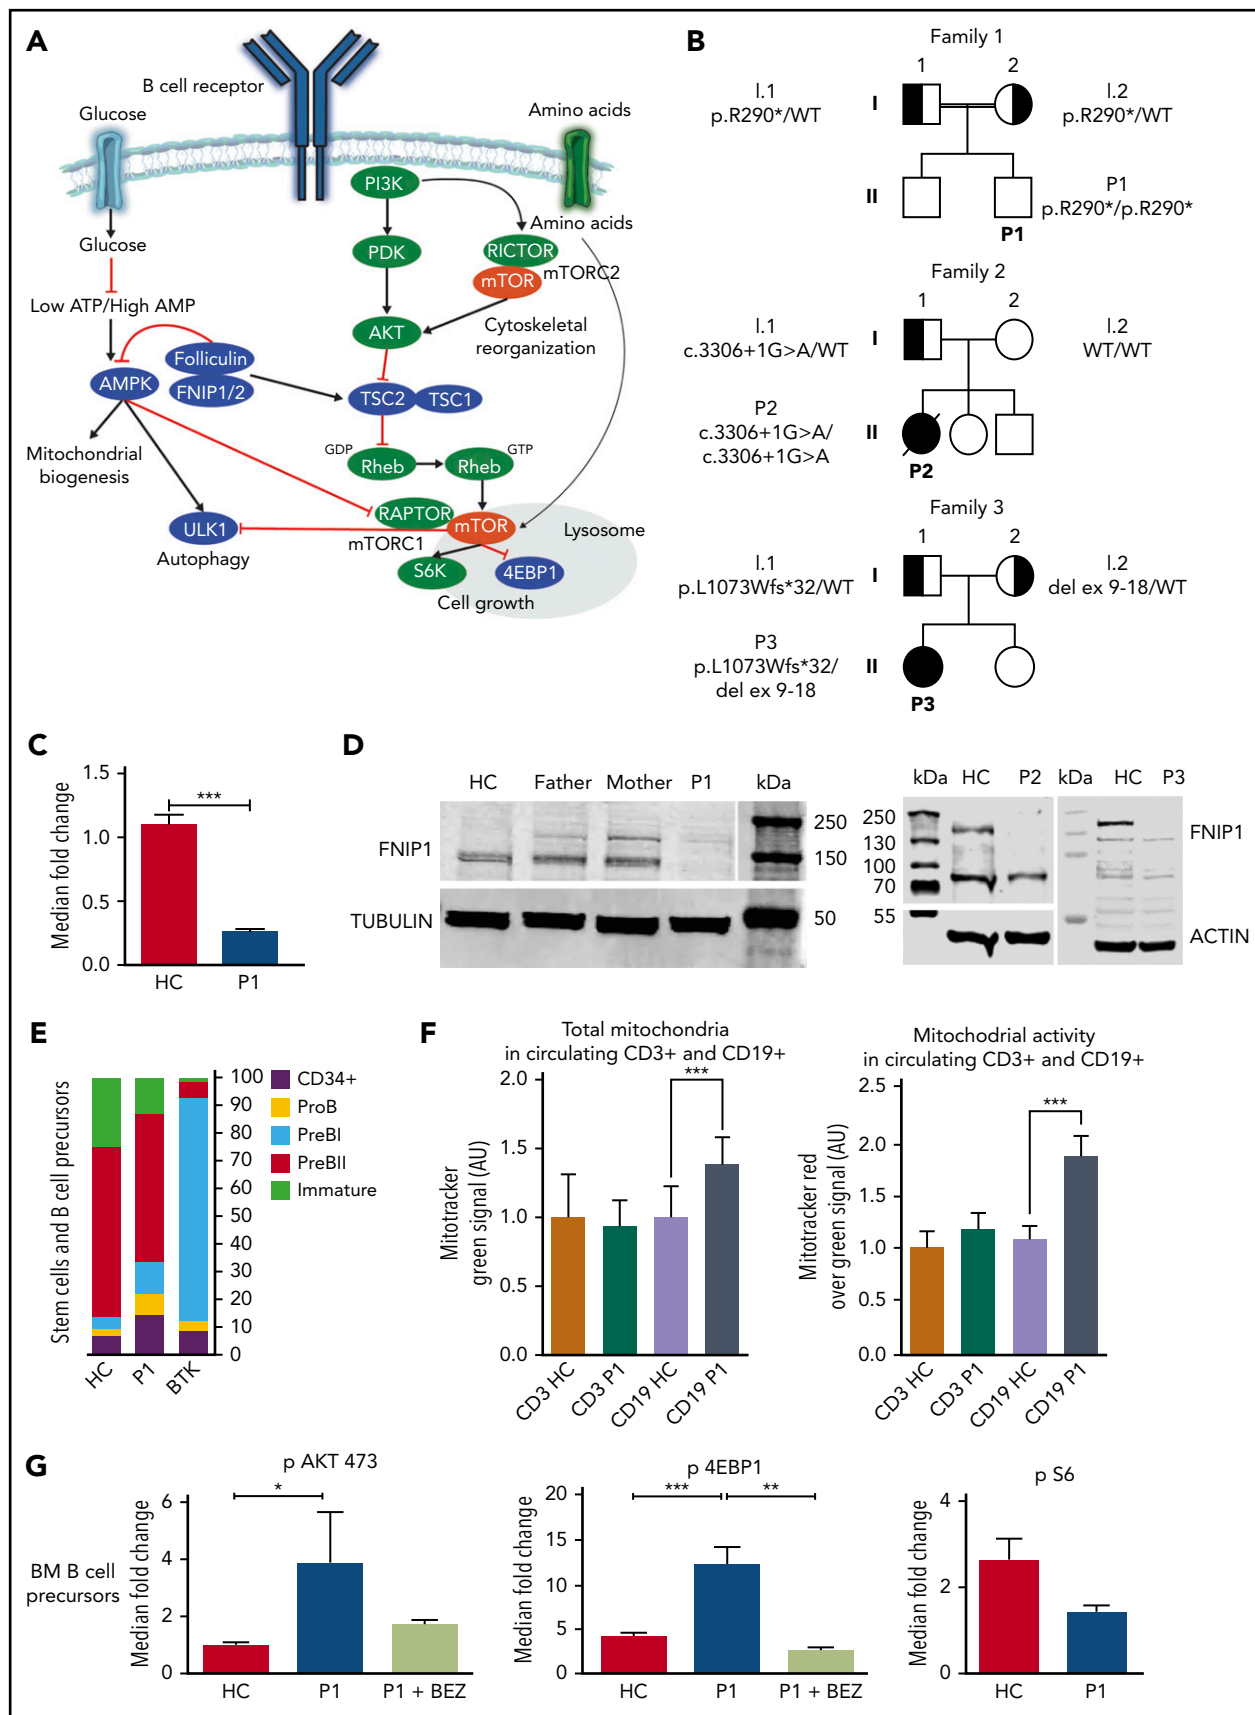 A
B cell receptor
Glucose
Amino acids
PI3K
Glucose
Amino acids
PDK
RICTOR
mTOR
mTORC2
Low ATP/High AMP
AKT
Cytoskeletal
reorganization
Folliculin
FNIP1/2
AMPK
TSC2
TSC1
Mitochondrial
biogenesis
GDP
Rheb
Rheb
GTP
RAPTOR
mTOR
ULK1
Autophagy
mTORC1
Lysosome
S6K
4EBP1
Cell growth
B
Family 1
1
2
I.1
p.R290*/WT
I
I.2
p.R290*/WT
II
P1
p.R290*/p.R290*
P1
Family 2
1
2
I.1
c.3306+1G>A/WT
I
I.2
WT/WT
P2
c.3306+1G>A/
c.3306+1G>A
II
P2
Family 3
1
2
I.1
p.L1073Wfs*32/WT
I
I.2
del ex 9-18/WT
P3
p.L1073Wfs*32/
del ex 9-18
II
P3
C
Median fold change
1.5
1.0
0.5
0.0
***
HC
P1
D
HC
Father
Mother
P1
kDa
FNIP1
250
150
TUBULIN
50
kDa
HC
P2
kDa
HC
P3
250
130
100
70
55
FNIP1
ACTIN
E
Stem cells and B cell precursors
100
90
80
70
60
50
40
30
20
10
0
HC
P1
BTK
CD34+
ProB
PreBI
PreBII
Immature
F
Total mitochondria
in circulating CD3+ and CD19+
Mitotracker
green signal (AU)
2.0
1.5
1.0
0.5
0.0
***
CD3 HC
CD3 P1
CD19 HC
CD19 P1
Mitochodrial activity
in circulating CD3+ and CD19+
Mitotracker red
over green signal (AU)
2.5
2.0
1.5
1.0
0.5
0.0
***
CD3 HC
CD3 P1
CD19 HC
CD19 P1
G
BM B cell
precursors
p AKT 473
Median fold change
6
4
2
0
*
HC
P1
P1 + BEZ
p 4EBP1
Median fold change
20
15
10
5
0
***
**
HC
P1
P1 + BEZ
p S6
Median fold change
4
2
0
HC
P1